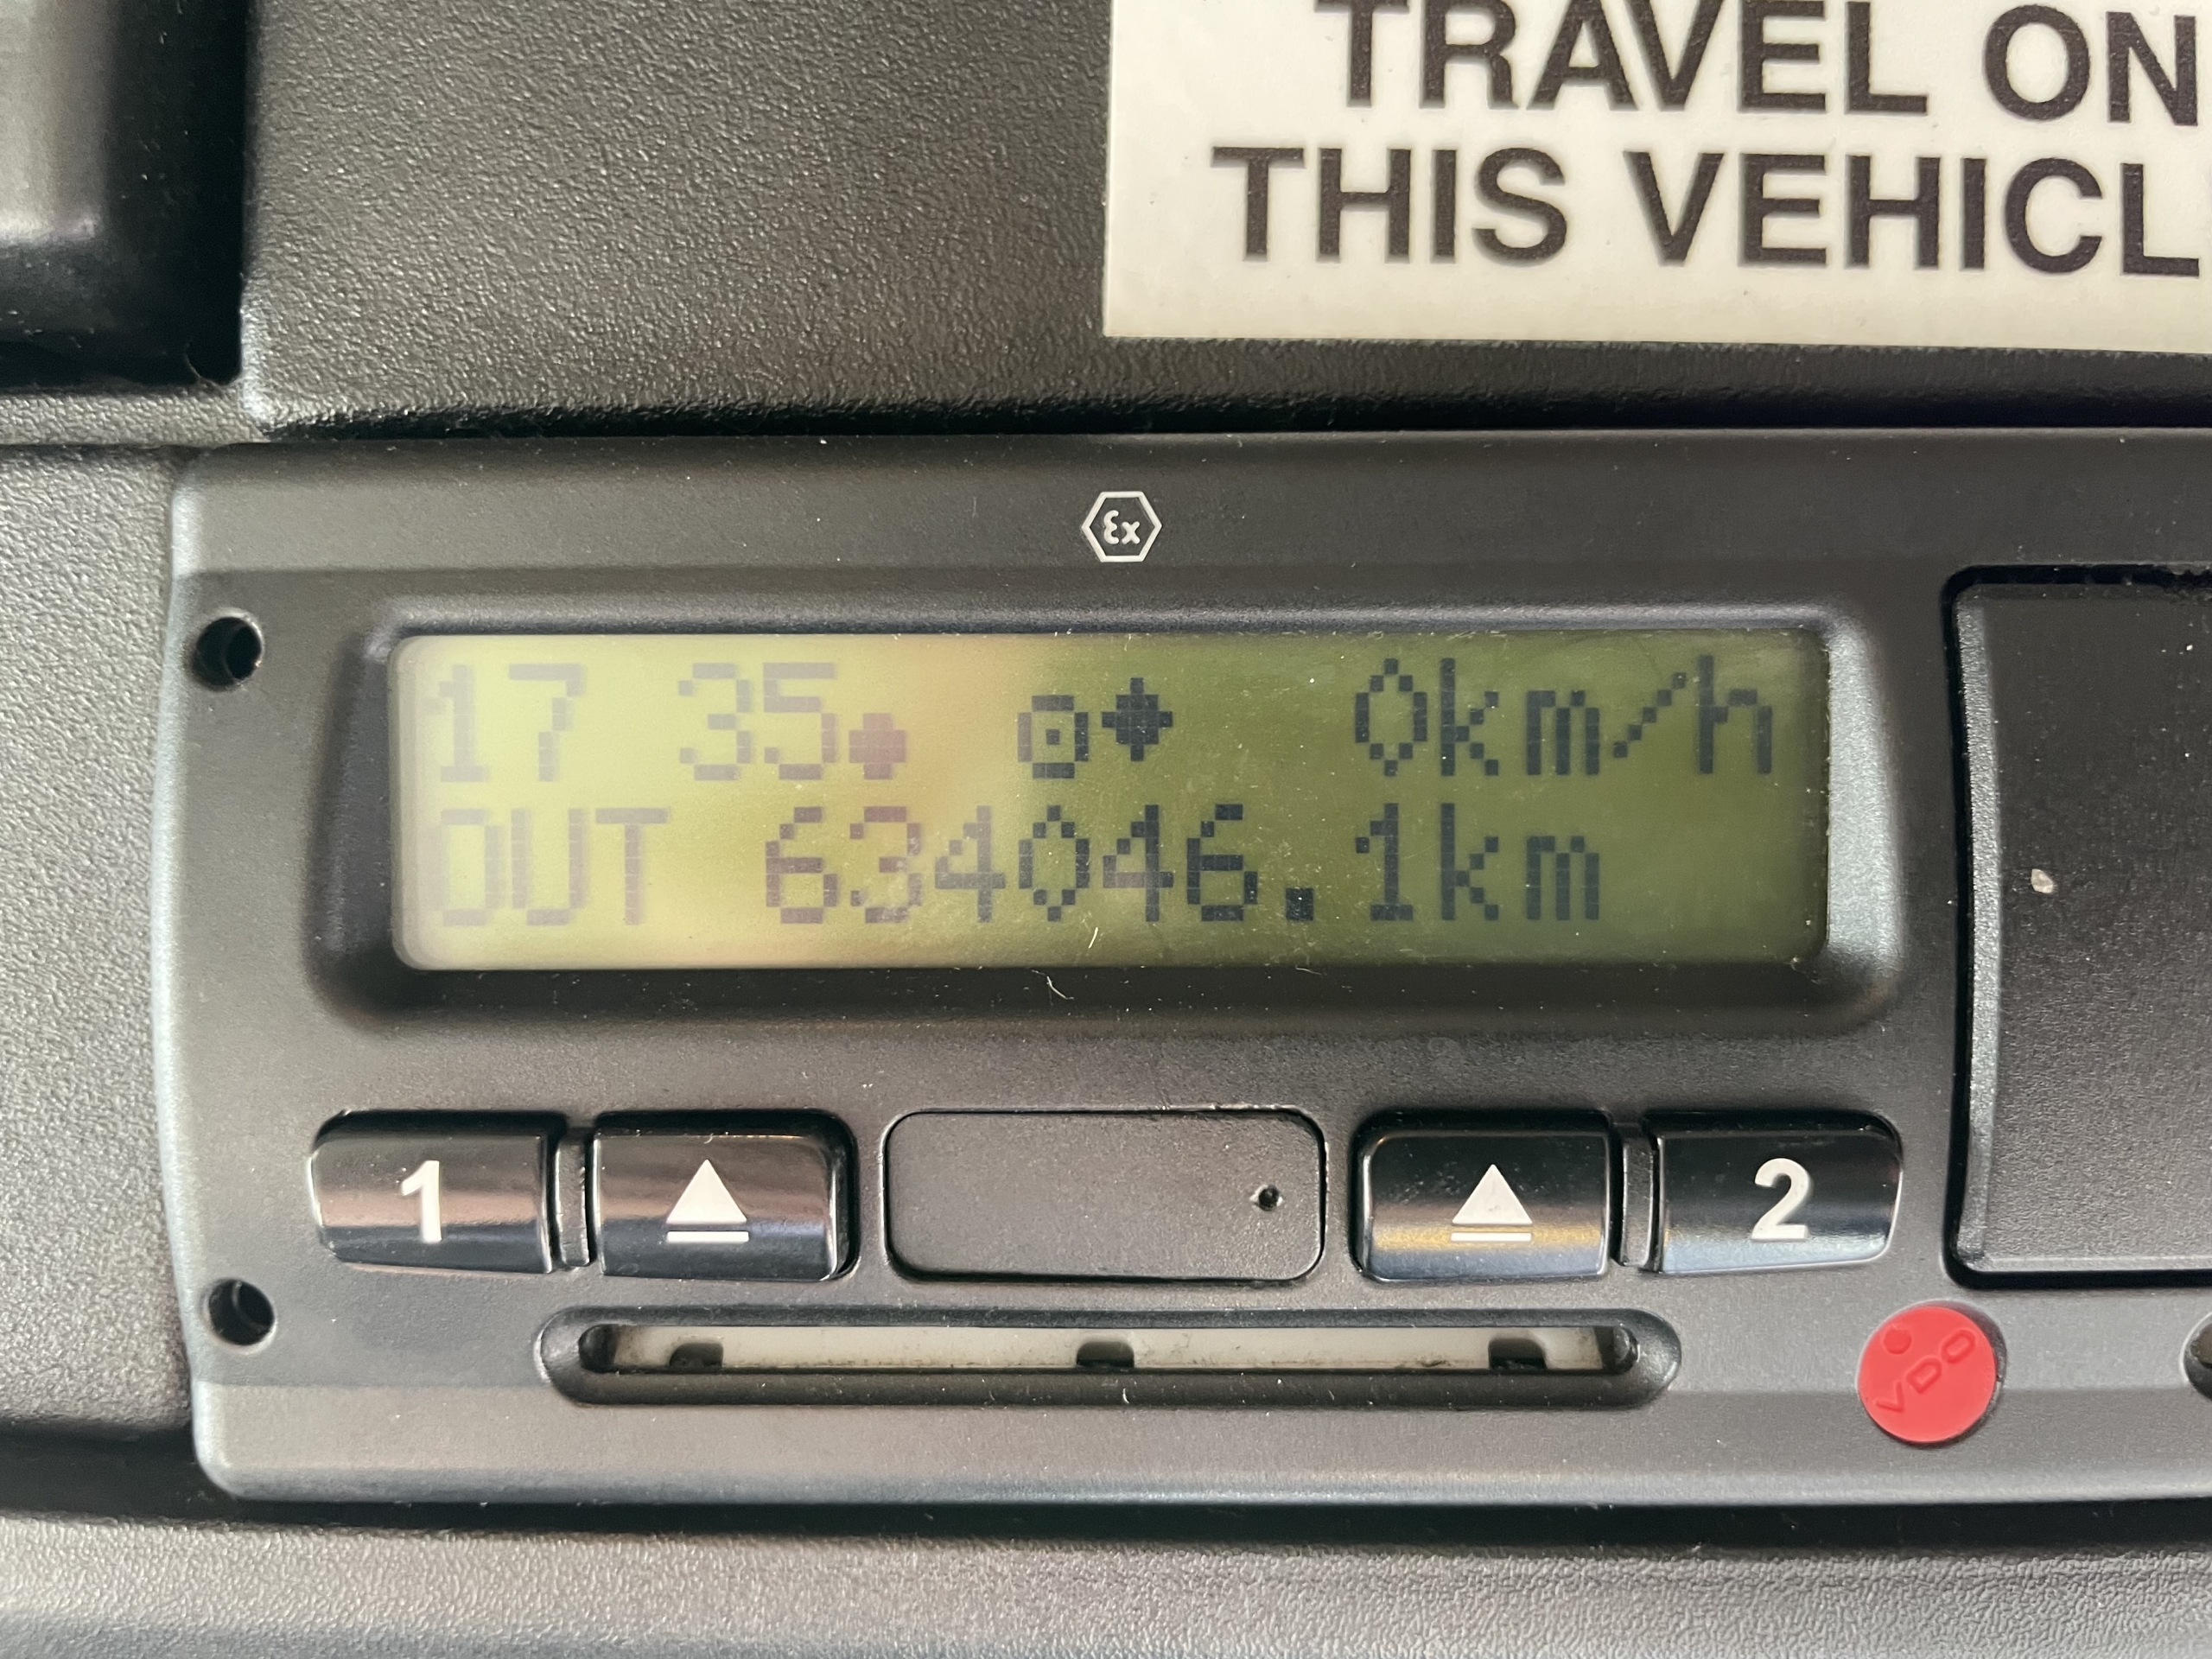 TRAVEL ON
THIS VEHICL
Ex
17 35 0km/h
OUT 634046.1km
1
2
VDO